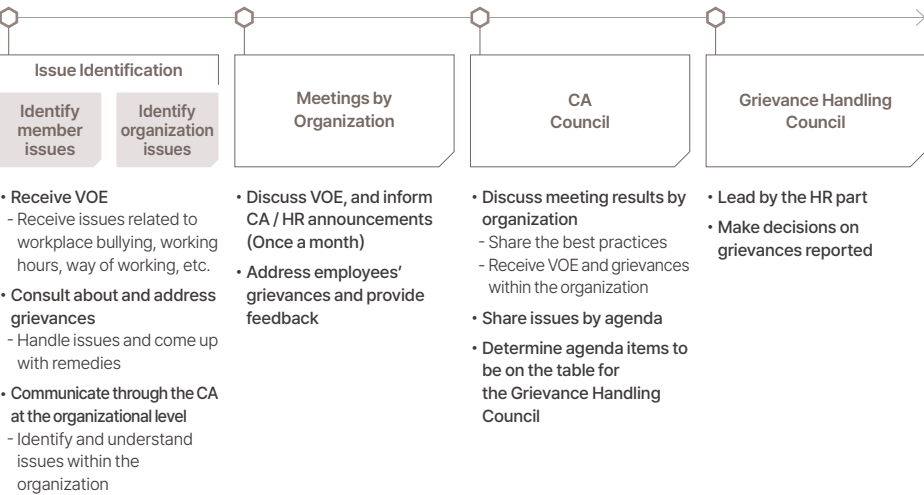 Issue Identification
Identify
member
issues
Identify
organization
issues
• Receive VOE
- Receive issues related to
workplace bullying, working
hours, way of working, etc.
• Consult about and address
grievances
- Handle issues and come up
with remedies
• Communicate through the CA
at the organizational level
- Identify and understand
issues within the
organization
Meetings by
Organization
• Discuss VOE, and inform
CA / HR announcements
(Once a month)
• Address employees’
grievances and provide
feedback
CA
Council
• Discuss meeting results by
organization
- Share the best practices
- Receive VOE and grievances
within the organization
• Share issues by agenda
• Determine agenda items to
be on the table for
the Grievance Handling
Council
Grievance Handling
Council
• Lead by the HR part
• Make decisions on
grievances reported